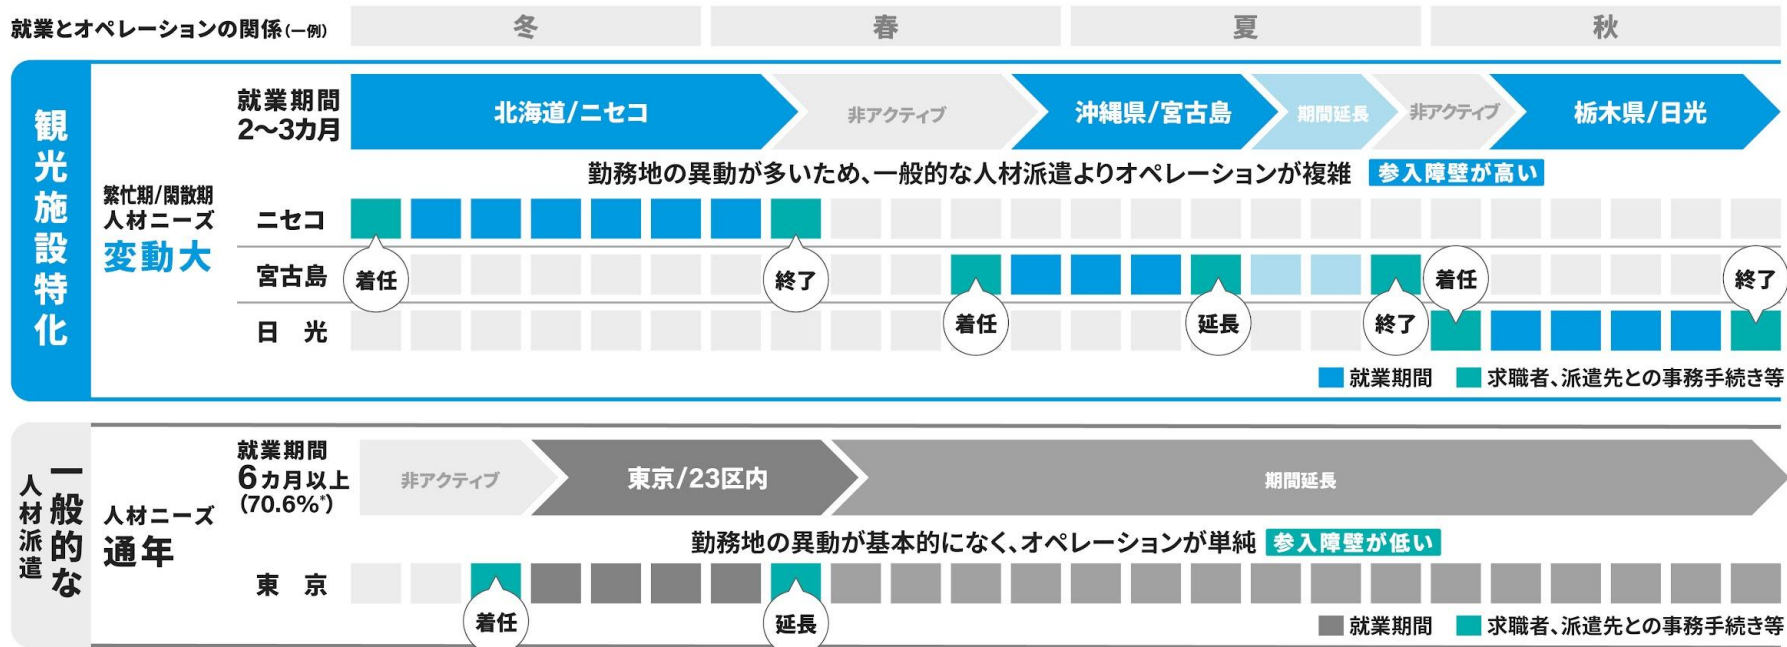 就業とオペレーションの関係(一例)
冬
春
夏
秋
観光施設特化
就業期間
2〜3カ月
北海道/ニセコ
非アクティブ
沖縄県/宮古島
期間延長
非アクティブ
栃木県/日光
勤務地の異動が多いため、一般的な人材派遣よりオペレーションが複雑 参入障壁が高い
繁忙期/閑散期
人材ニーズ
変動大
ニセコ
宮古島
日 光
着任
終了
着任
延長
終了
着任
終了
就業期間
求職者、派遣先との事務手続き等
一般的な
人材派遣
人材ニーズ
通年
就業期間
6カ月以上
(70.6%*)
非アクティブ
東京/23区内
期間延長
勤務地の異動が基本的になく、オペレーションが単純 参入障壁が低い
東 京
着任
延長
就業期間
求職者、派遣先との事務手続き等